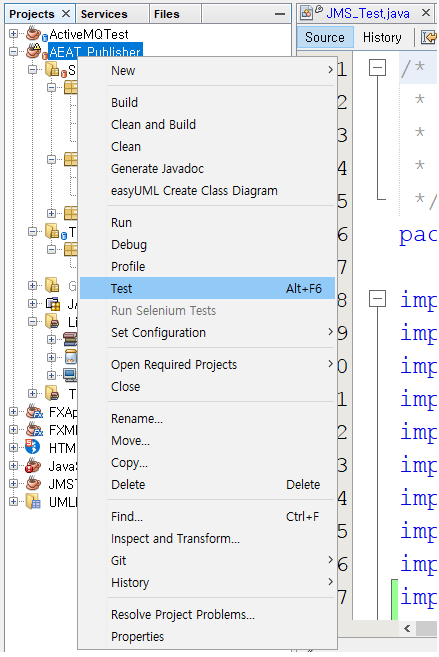 Projects
Services
Files
JMS_Test.java
Source
History
ActiveMQTest
AEAT_Publisher
New
Build
Clean and Build
Clean
Generate Javadoc
easyUML Create Class Diagram
Run
Debug
Profile
Test Alt+F6
Run Selenium Tests
Set Configuration
Open Required Projects
Close
Rename...
Move...
Copy...
Delete Delete
Find... Ctrl+F
Inspect and Transform...
Git
History
Resolve Project Problems...
Properties
S
T
G
JA
Li
T
FXAp
FXML
HTM
JavaS
JMST
UMLI
1 /*
2 *
3 *
4 *
5 */
6 pac
7
8 imp
9 imp
0 imp
1 imp
2 imp
3 imp
4 imp
5 imp
6 imp
7 imp